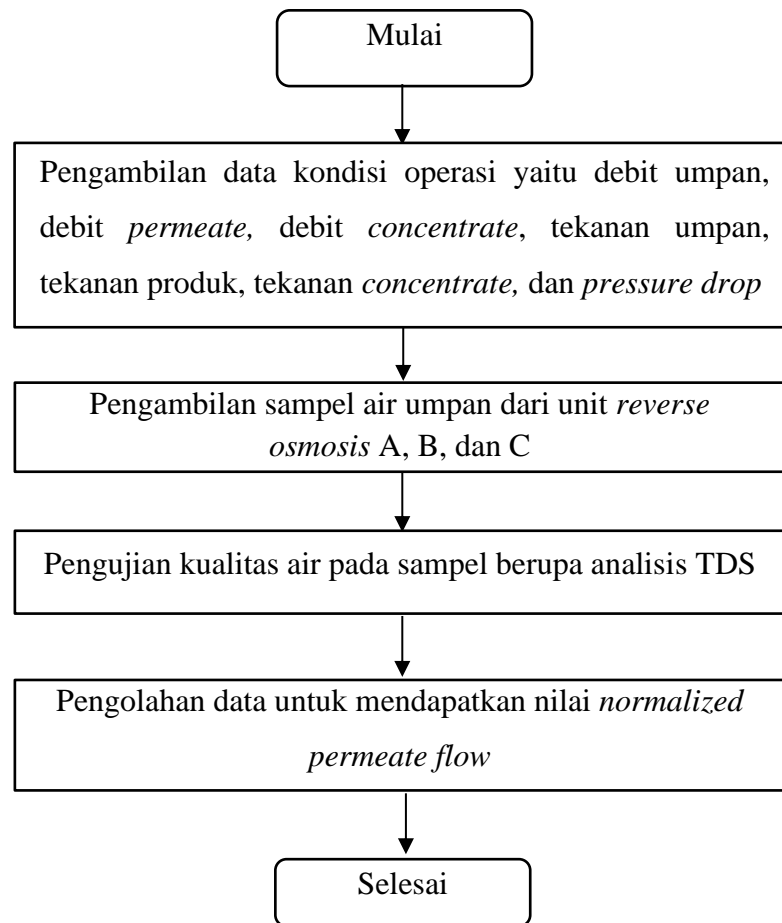 Mulai
Pengambilan data kondisi operasi yaitu debit umpan,
debit permeate, debit concentrate, tekanan umpan,
tekanan produk, tekanan concentrate, dan pressure drop
Pengambilan sampel air umpan dari unit reverse
osmosis A, B, dan C
Pengujian kualitas air pada sampel berupa analisis TDS
Pengolahan data untuk mendapatkan nilai normalized
permeate flow
Selesai